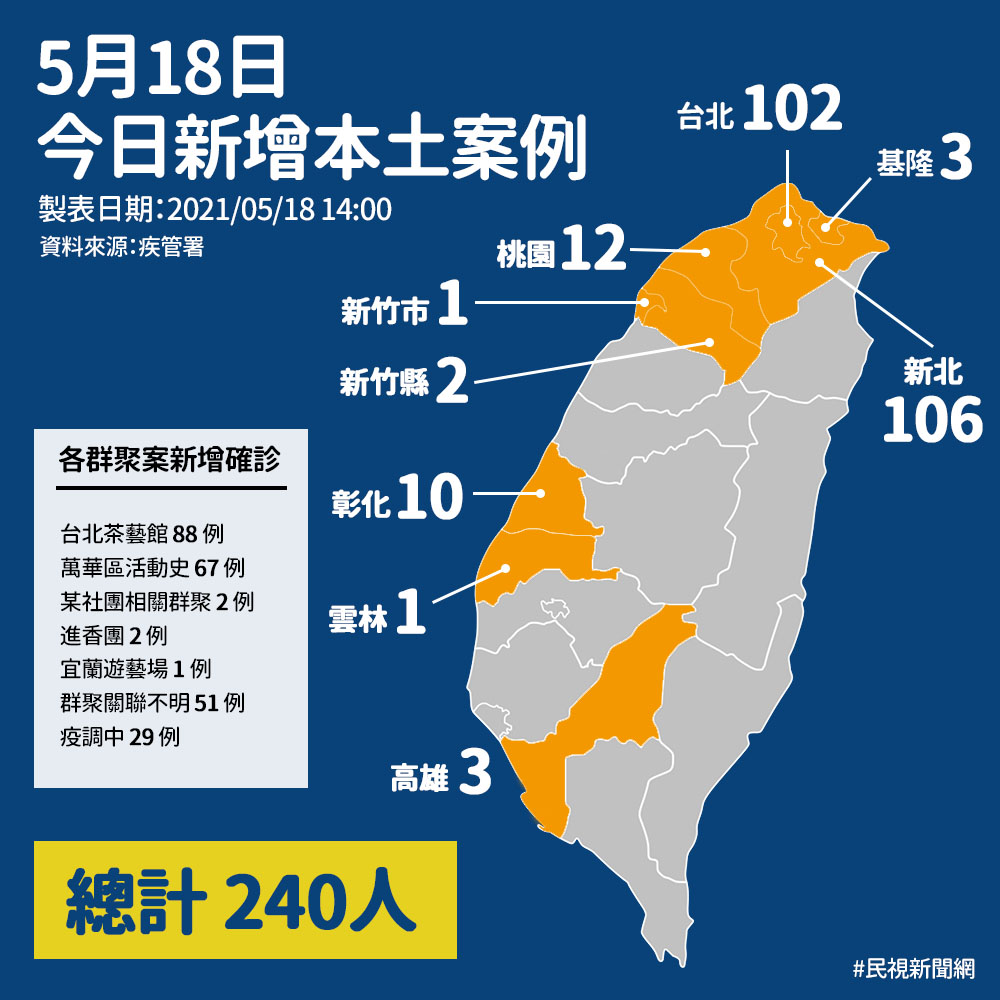 5月18日
今日新增本土案例
製表日期：2021/05/18 14:00
資料來源：疾管署
台北 102
基隆 3
桃園 12
新竹市 1
新竹縣 2
新北
106
彰化 10
雲林 1
高雄 3
各群聚案新增確診
台北茶藝館 88 例
萬華區活動史 67 例
某社團相關群聚 2 例
進香團 2 例
宜蘭遊藝場 1 例
群聚關聯不明 51 例
疫調中 29 例
總計 240人
#民視新聞網